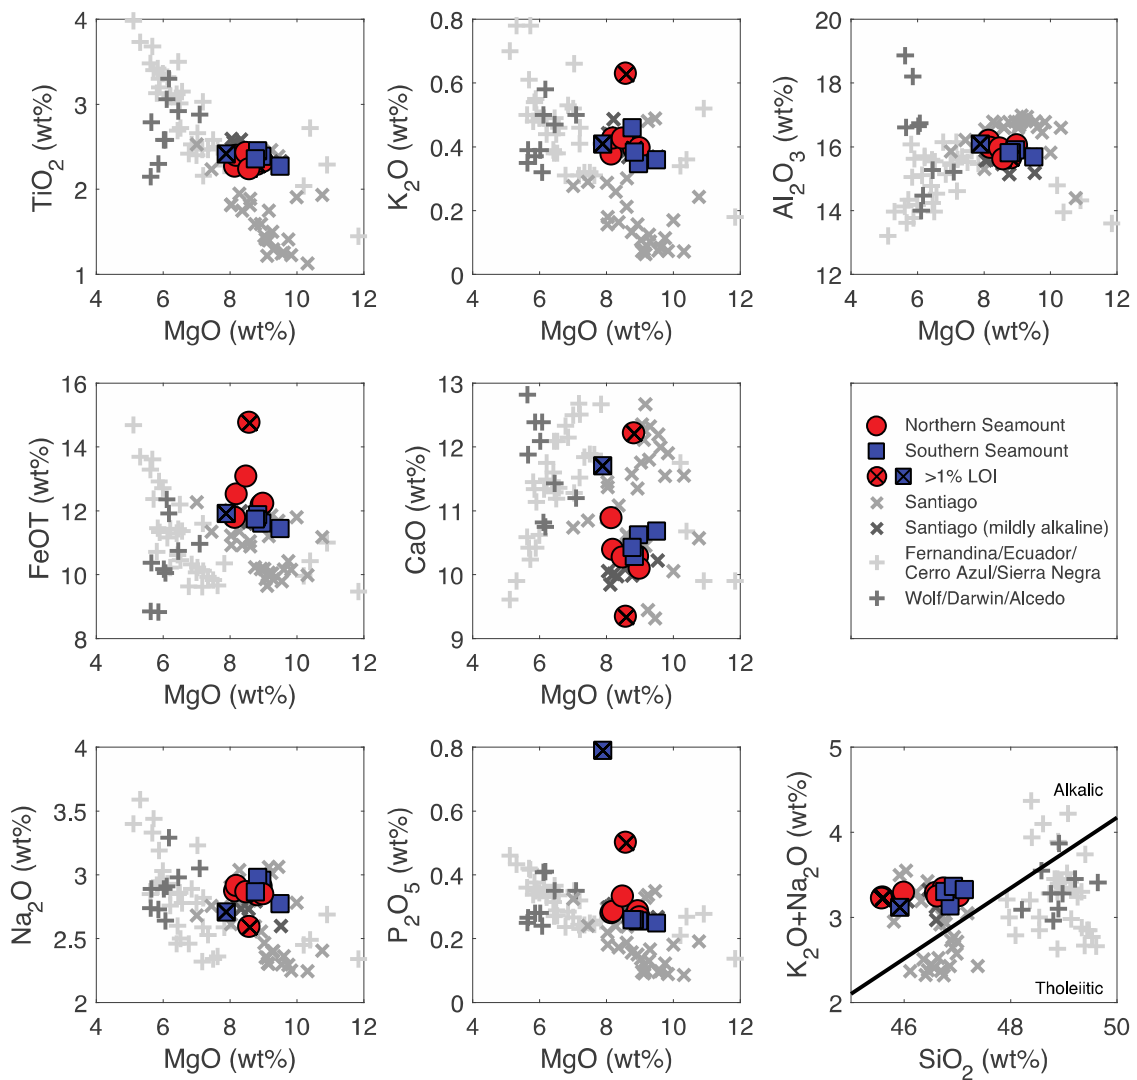 4
3
2
1
TiO2 (wt%)
4 6 8 10 12
MgO (wt%)
0.8
0.6
0.4
0.2
0
K2O (wt%)
4 6 8 10 12
MgO (wt%)
20
18
16
14
12
Al2O3 (wt%)
4 6 8 10 12
MgO (wt%)
16
14
12
10
8
FeOT (wt%)
4 6 8 10 12
MgO (wt%)
13
12
11
10
9
CaO (wt%)
4 6 8 10 12
MgO (wt%)
Northern Seamount
Southern Seamount
>1% LOI
Santiago
Santiago (mildly alkaline)
Fernandina/Ecuador/
Cerro Azul/Sierra Negra
Wolf/Darwin/Alcedo
4
3.5
3
2.5
2
Na2O (wt%)
4 6 8 10 12
MgO (wt%)
0.8
0.6
0.4
0.2
0
P2O5 (wt%)
4 6 8 10 12
MgO (wt%)
5
4
3
2
K2O+Na2O (wt%)
Alkalic
Tholeiitic
46 48 50
SiO2 (wt%)